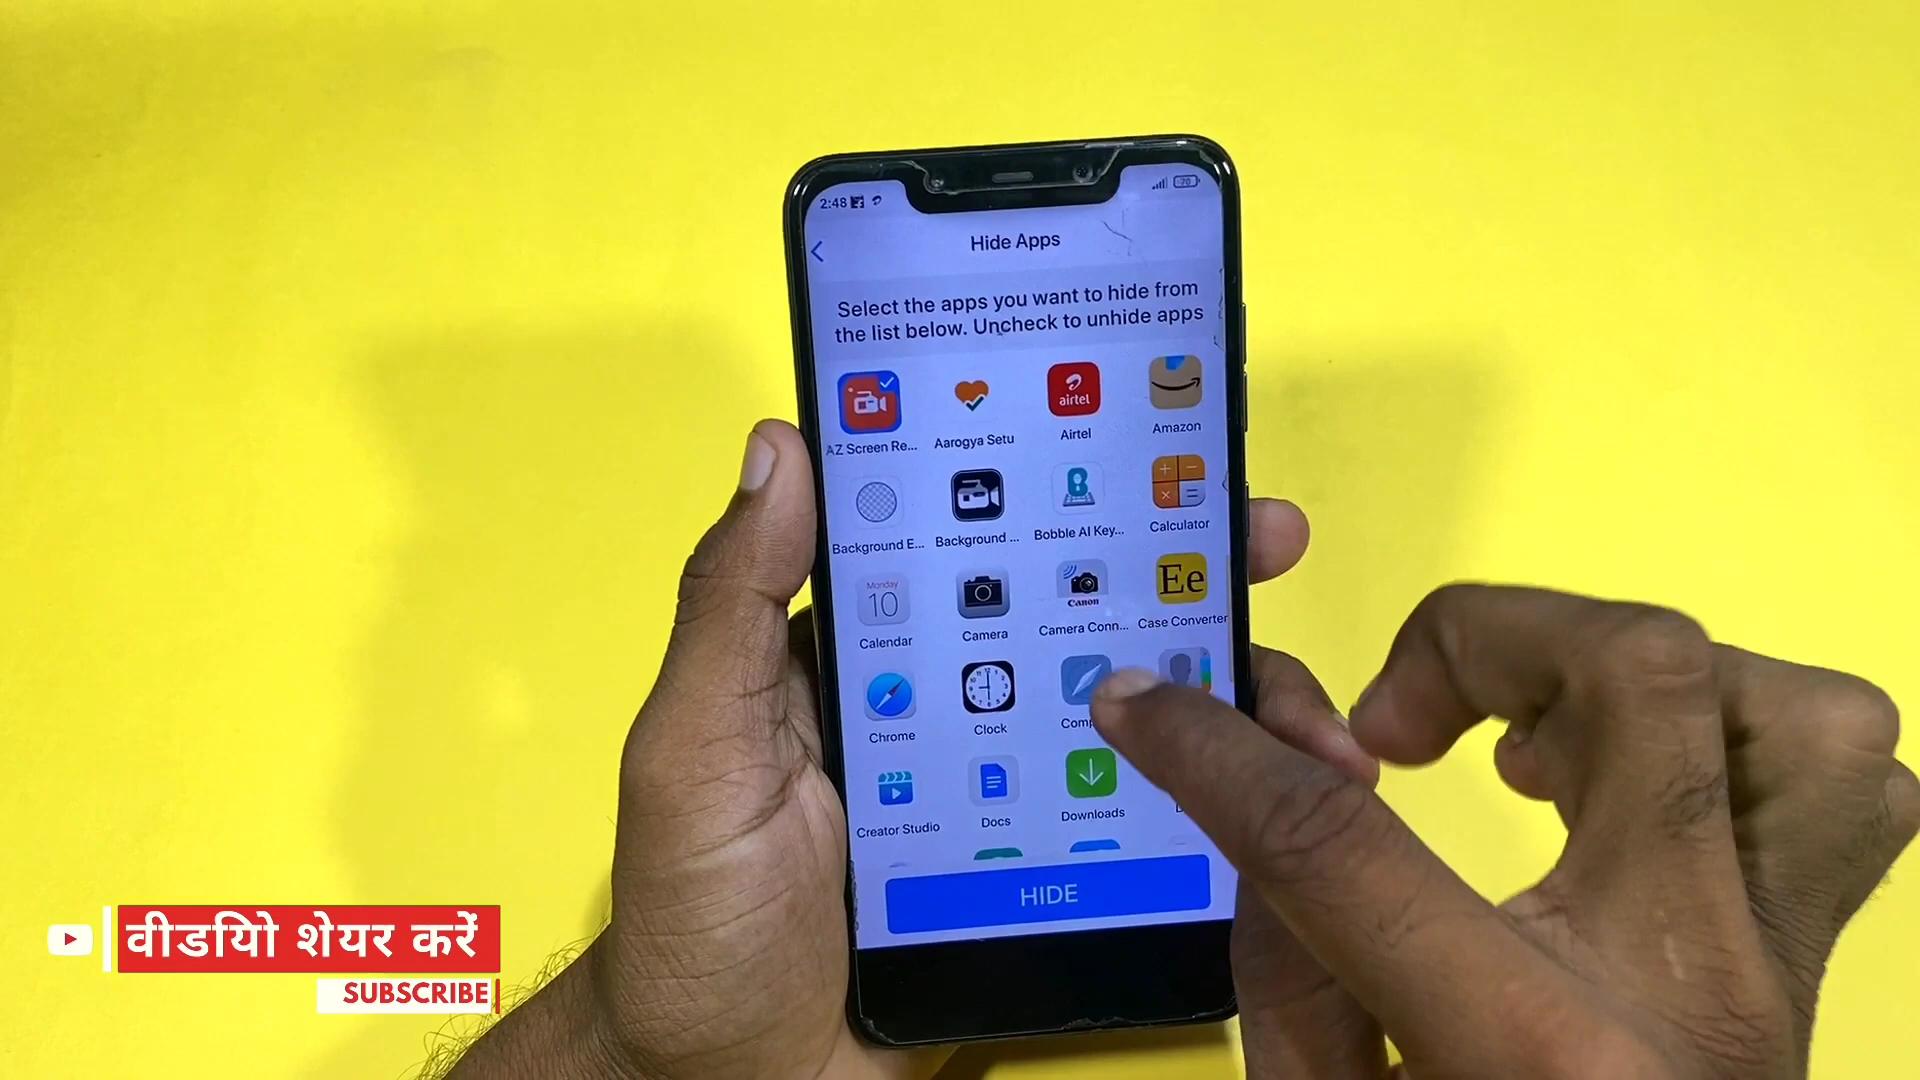 2:48
70
Hide Apps
Select the apps you want to hide from
the list below. Uncheck to unhide apps
airtel
AZ Screen Re...
Aarogya Setu
Airtel
Amazon
Background E...
Background ...
Bobble AI Key...
Calculator
Monday
10
Canon
Ee
Calendar
Camera
Camera Conn...
Case Converter
Chrome
Clock
Comp
Creator Studio
Docs
Downloads
HIDE
वीडियाे शेयर करें
SUBSCRIBE